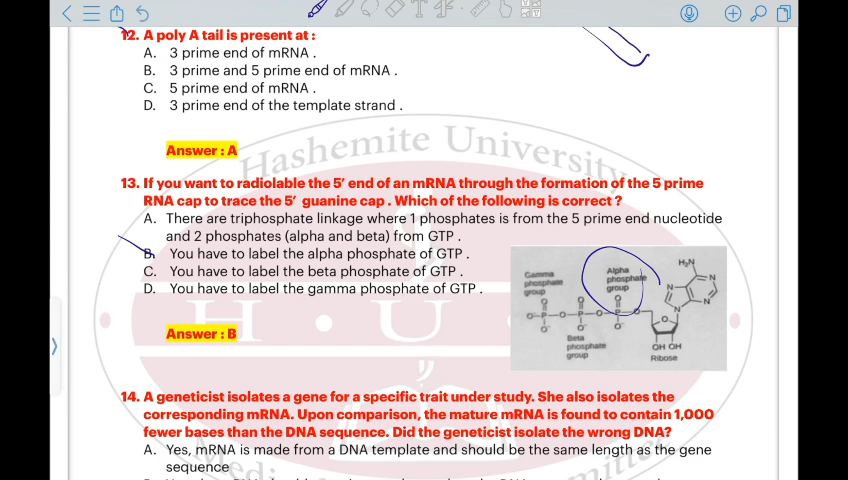 12. A poly A tail is present at :
A. 3 prime end of mRNA .
B. 3 prime and 5 prime end of mRNA .
C. 5 prime end of mRNA .
D. 3 prime end of the template strand .
Answer : A
Hashemite University
13. If you want to radiolable the 5' end of an mRNA through the formation of the 5 prime
RNA cap to trace the 5' guanine cap . Which of the following is correct ?
A. There are triphosphate linkage where 1 phosphates is from the 5 prime end nucleotide
and 2 phosphates (alpha and beta) from GTP .
B. You have to label the alpha phosphate of GTP .
C. You have to label the beta phosphate of GTP .
D. You have to label the gamma phosphate of GTP .
Gamma
phosphate
group
Alpha
phosphate
group
H₂N
N
N
N
N
O
O
O
O-P-O-P-O-P-O
O-
O-
O-
O
Beta
phosphate
group
OH OH
Ribose
H • U •
Answer : B
14. A geneticist isolates a gene for a specific trait under study. She also isolates the
corresponding mRNA. Upon comparison, the mature mRNA is found to contain 1,000
fewer bases than the DNA sequence. Did the geneticist isolate the wrong DNA?
A. Yes, mRNA is made from a DNA template and should be the same length as the gene
sequence